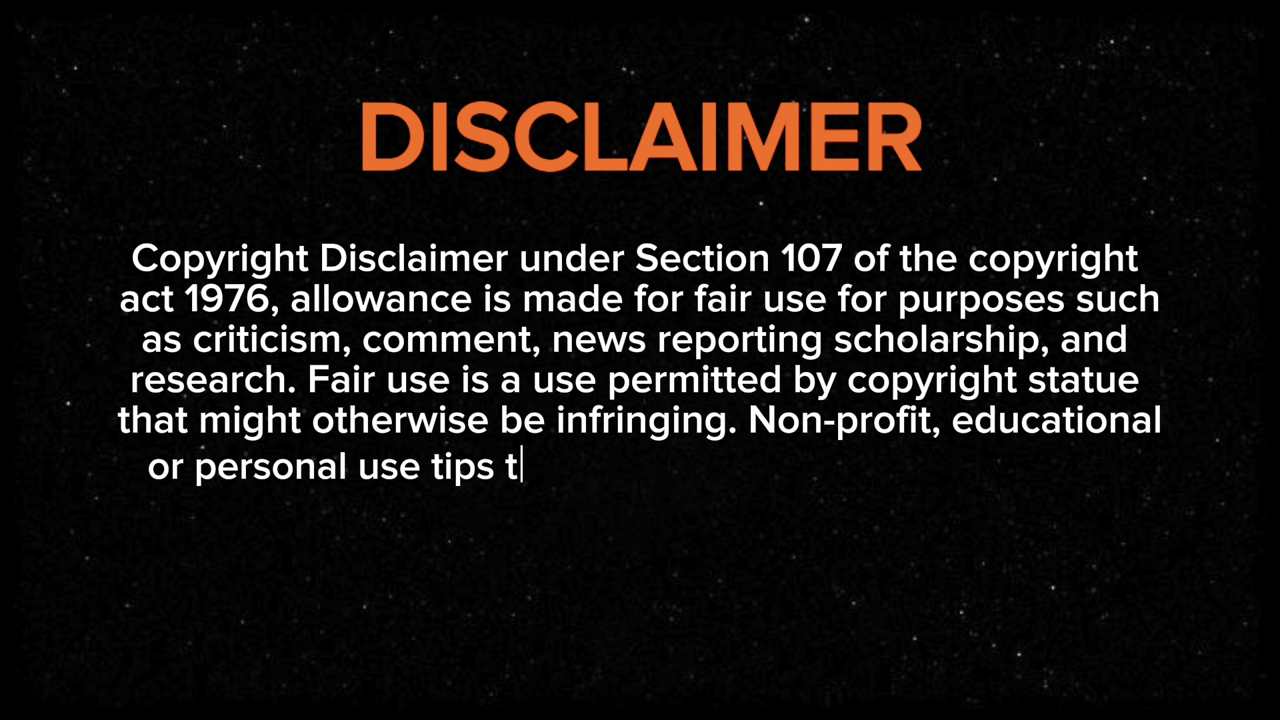 DISCLAIMER
Copyright Disclaimer under Section 107 of the copyright
act 1976, allowance is made for fair use for purposes such
as criticism, comment, news reporting scholarship, and
research. Fair use is a use permitted by copyright statue
that might otherwise be infringing. Non-profit, educational
or personal use tips t